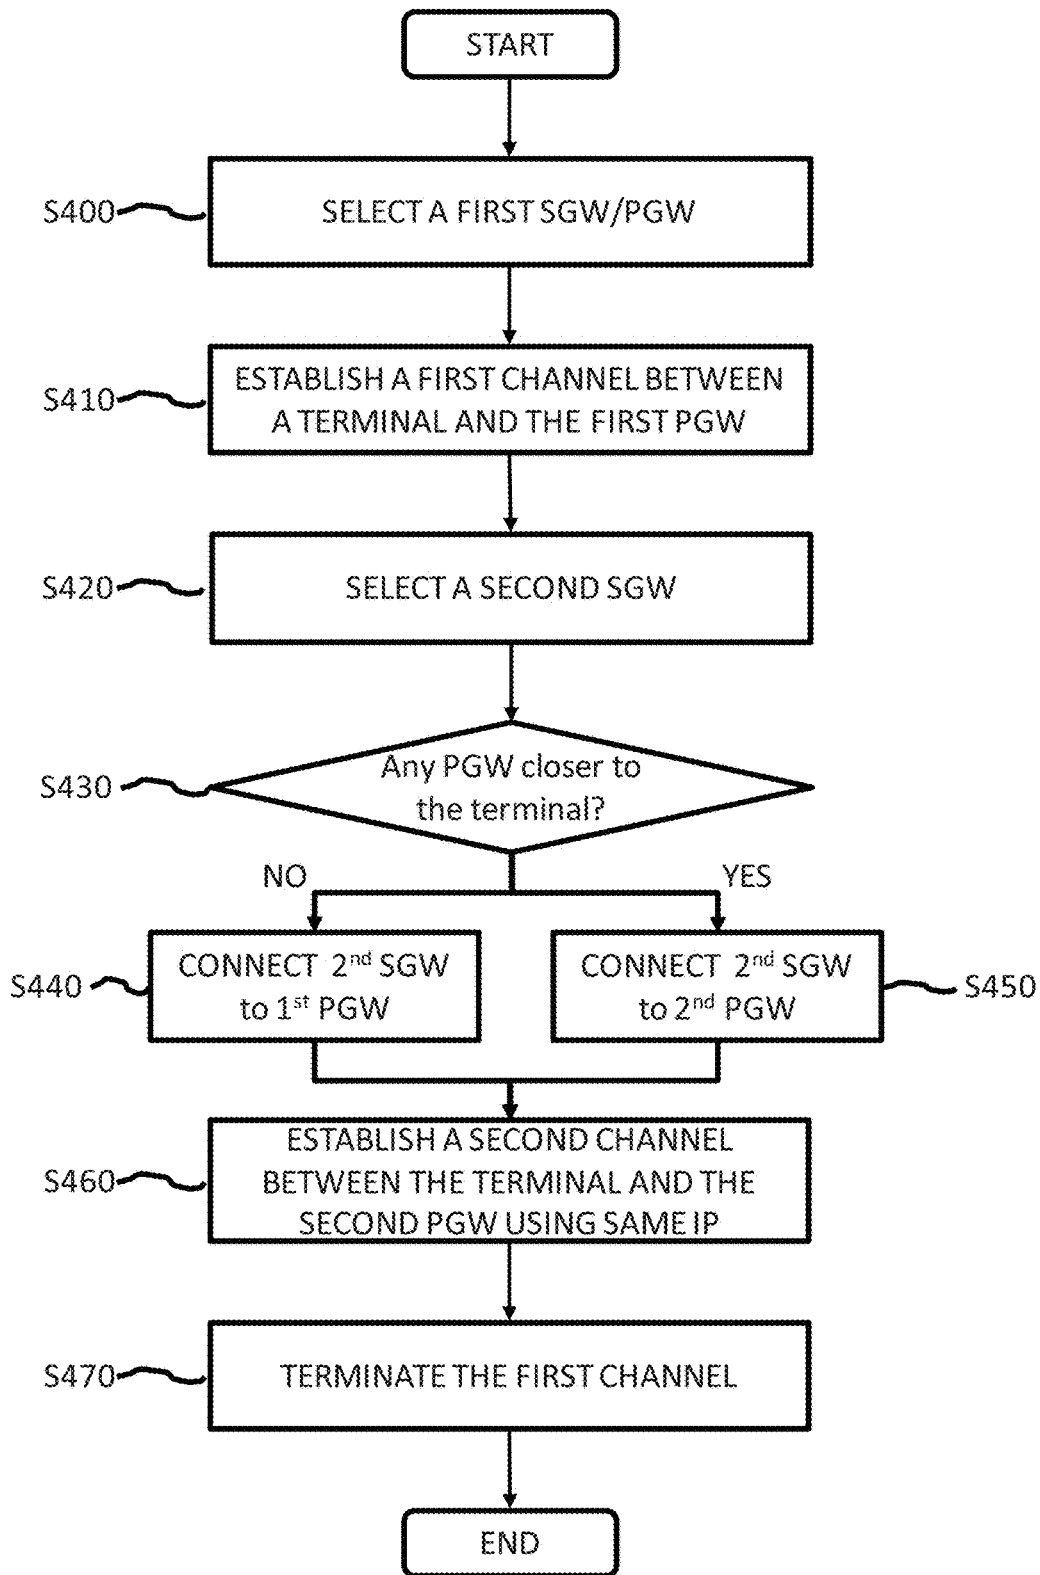 START
S400
SELECT A FIRST SGW/PGW
S410
ESTABLISH A FIRST CHANNEL BETWEEN
A TERMINAL AND THE FIRST PGW
S420
SELECT A SECOND SGW
S430
Any PGW closer to
the terminal?
NO
YES
S440
CONNECT 2nd SGW
to 1st PGW
CONNECT 2nd SGW
to 2nd PGW
S450
S460
ESTABLISH A SECOND CHANNEL
BETWEEN THE TERMINAL AND THE
SECOND PGW USING SAME IP
S470
TERMINATE THE FIRST CHANNEL
END